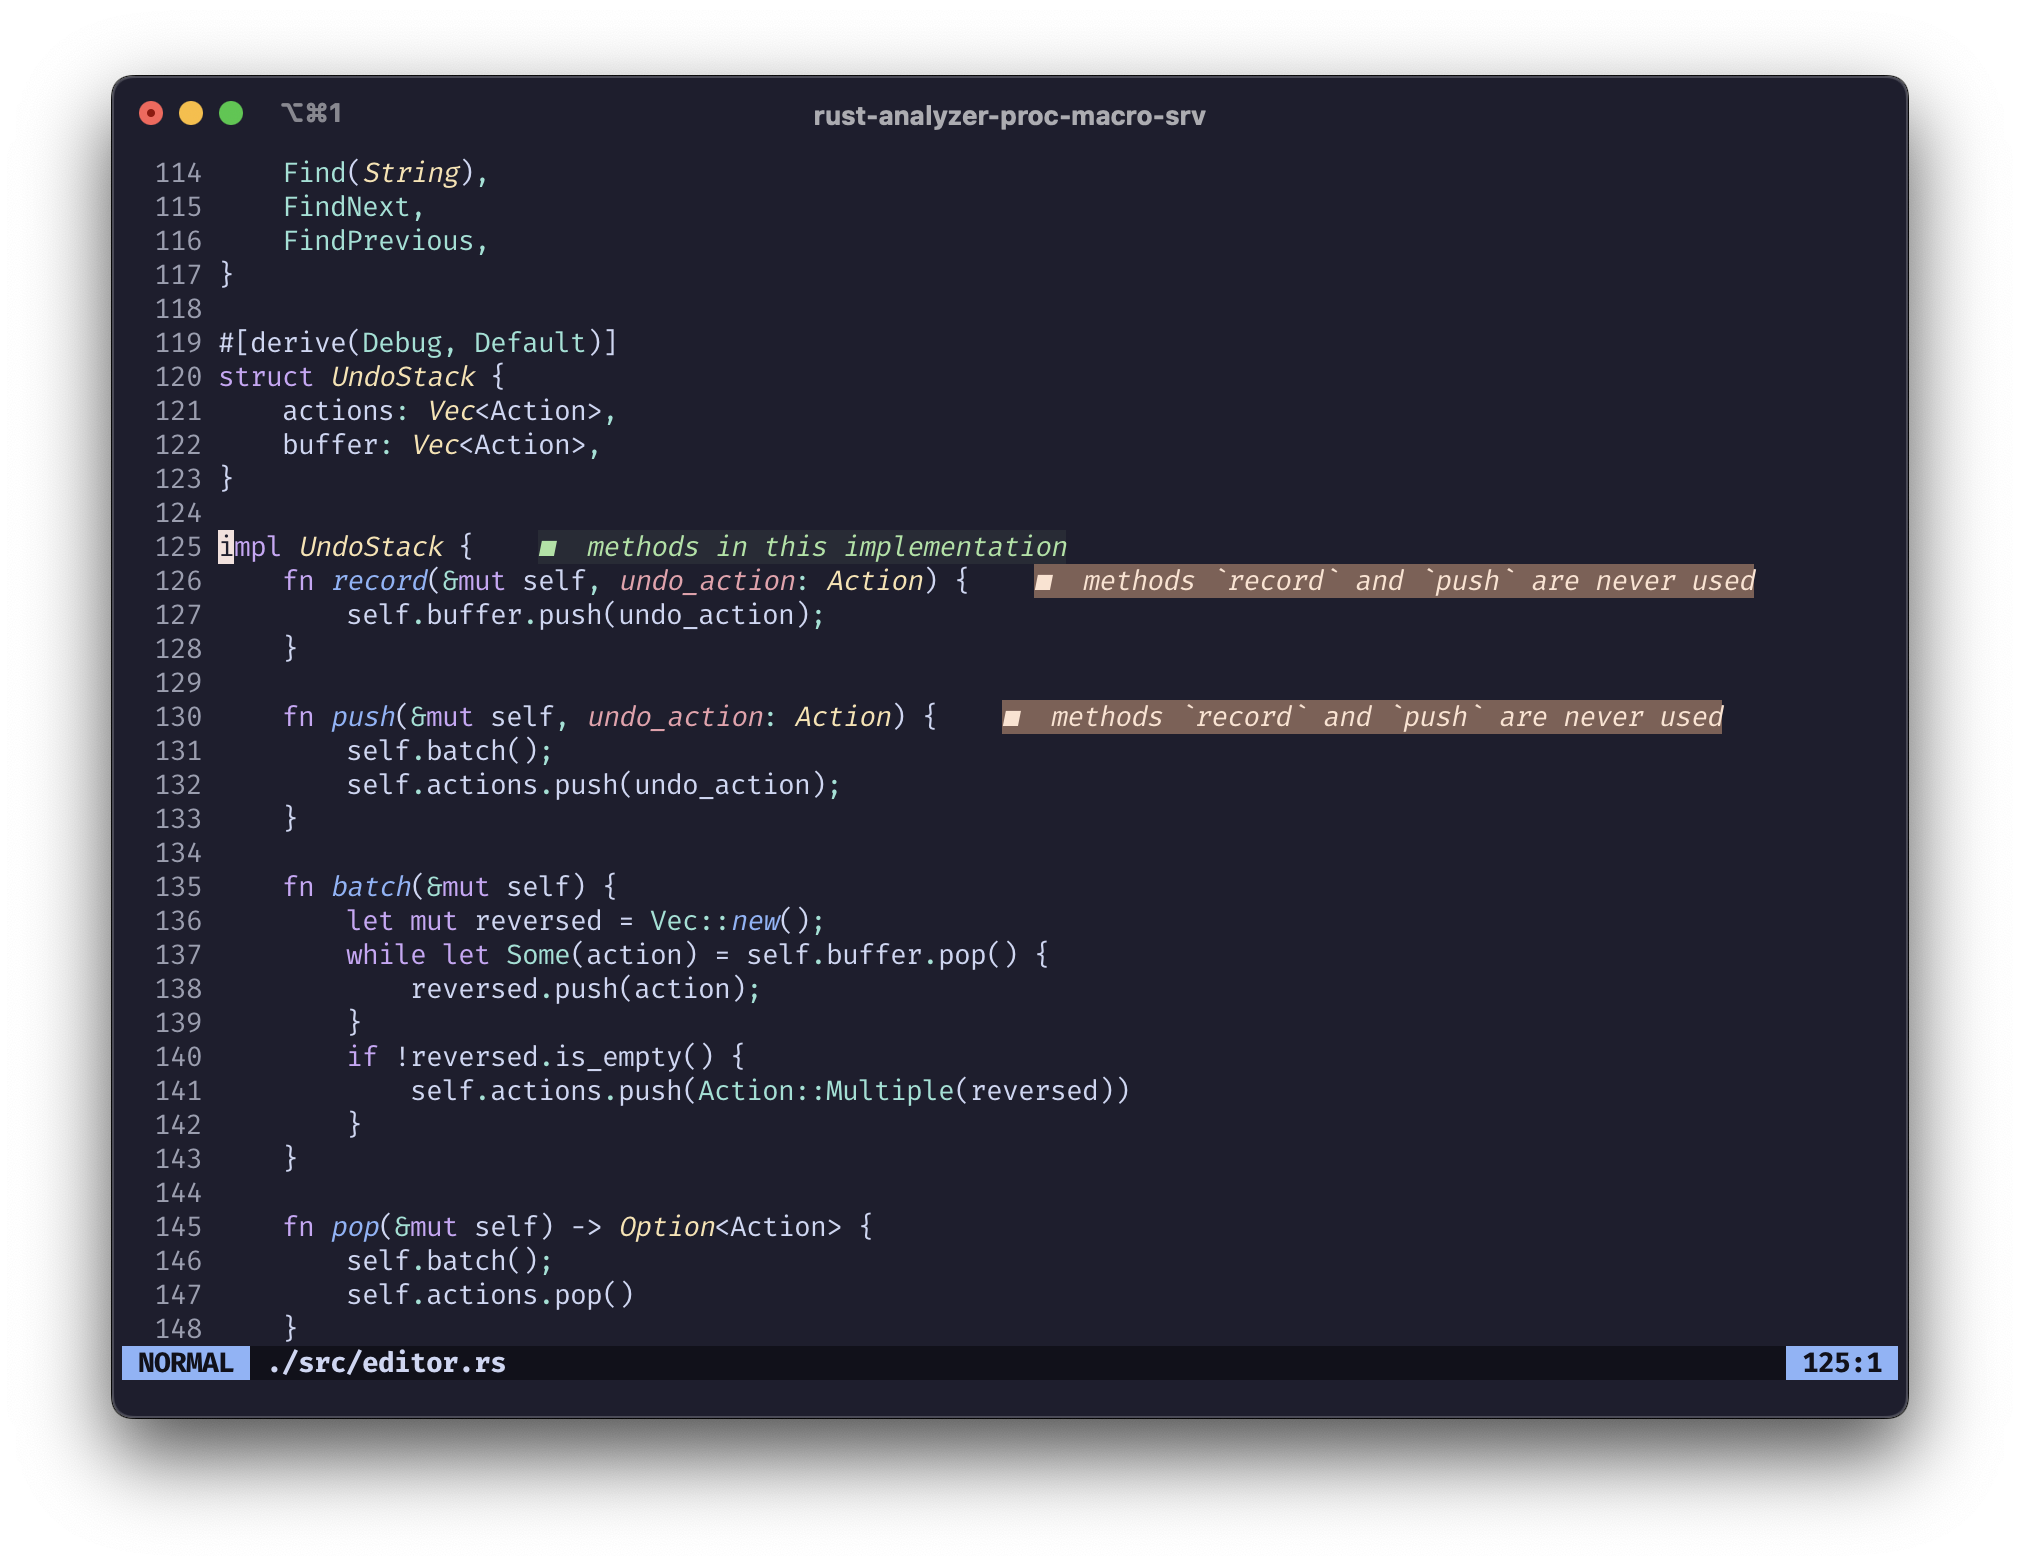 ⌥⌘1
rust-analyzer-proc-macro-srv
114     Find(String),
115     FindNext,
116     FindPrevious,
117 }
118
119 #[derive(Debug, Default)]
120 struct UndoStack {
121     actions: Vec<Action>,
122     buffer: Vec<Action>,
123 }
124
125 impl UndoStack {    ■  methods in this implementation
126     fn record(&mut self, undo_action: Action) {    ■  methods `record` and `push` are never used
127         self.buffer.push(undo_action);
128     }
129
130     fn push(&mut self, undo_action: Action) {    ■  methods `record` and `push` are never used
131         self.batch();
132         self.actions.push(undo_action);
133     }
134
135     fn batch(&mut self) {
136         let mut reversed = Vec::new();
137         while let Some(action) = self.buffer.pop() {
138             reversed.push(action);
139         }
140         if !reversed.is_empty() {
141             self.actions.push(Action::Multiple(reversed))
142         }
143     }
144
145     fn pop(&mut self) -> Option<Action> {
146         self.batch();
147         self.actions.pop()
148     }
NORMAL ./src/editor.rs 125:1